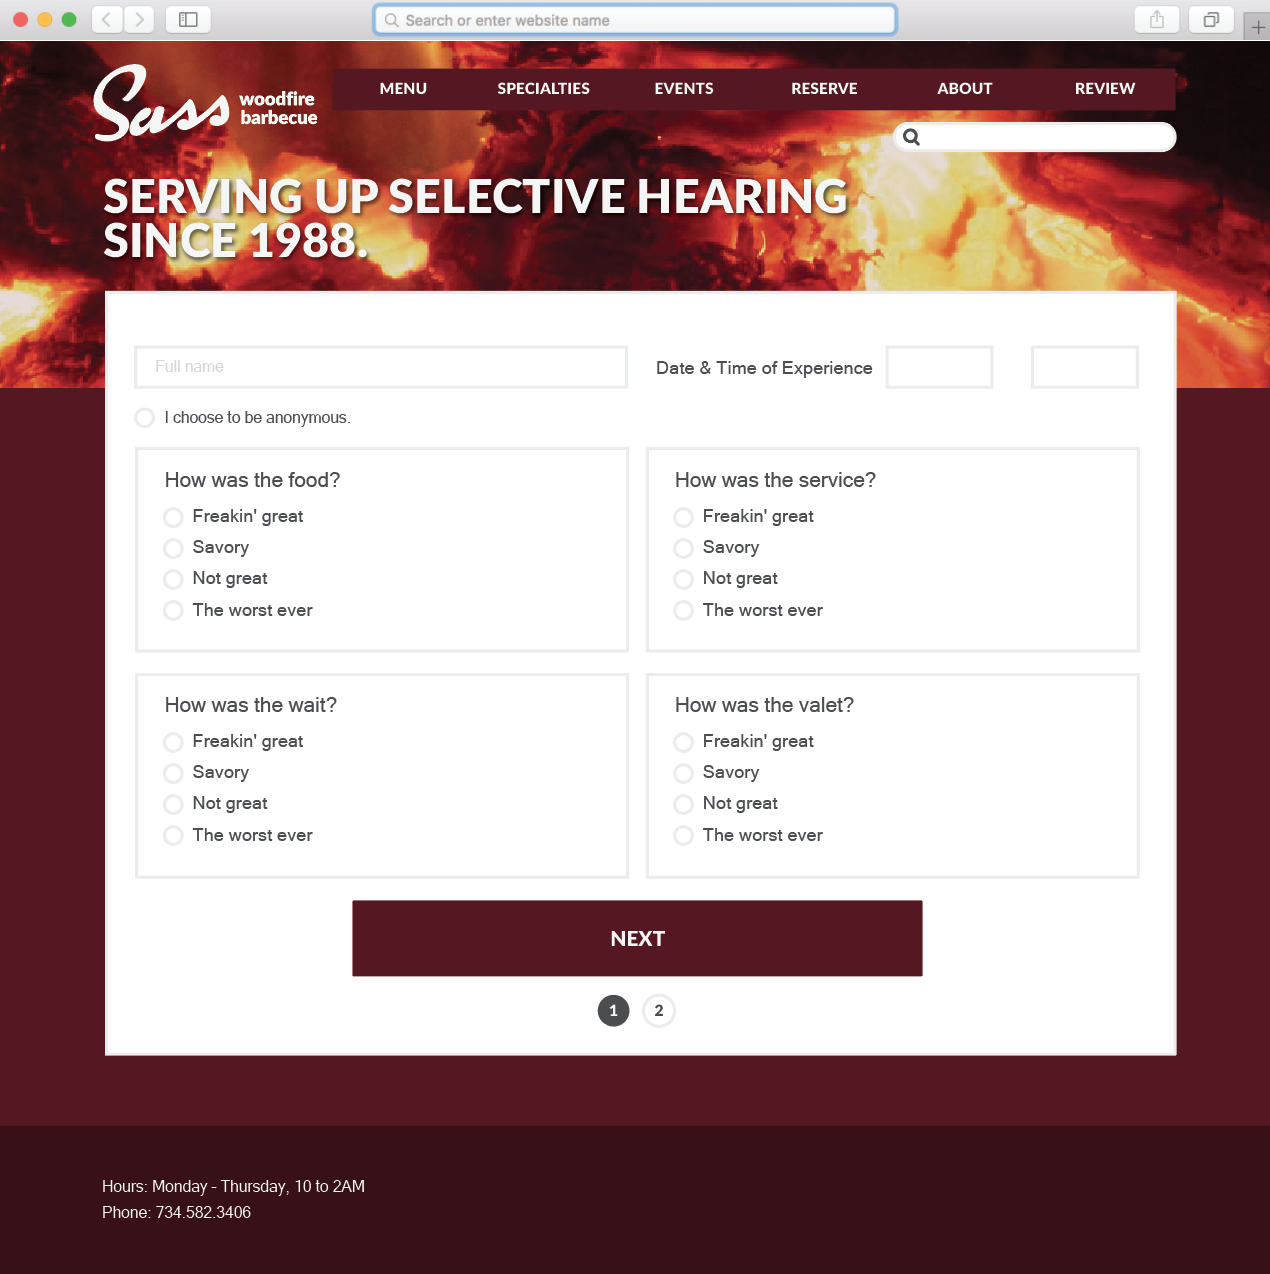 Search or enter website name
Sass woodfire barbecue
MENU SPECIALTIES EVENTS RESERVE ABOUT REVIEW
SERVING UP SELECTIVE HEARING
SINCE 1988.
Full name
Date & Time of Experience
I choose to be anonymous.
How was the food?
Freakin' great
Savory
Not great
The worst ever
How was the service?
Freakin' great
Savory
Not great
The worst ever
How was the wait?
Freakin' great
Savory
Not great
The worst ever
How was the valet?
Freakin' great
Savory
Not great
The worst ever
NEXT
1 2
Hours: Monday - Thursday, 10 to 2AM
Phone: 734.582.3406